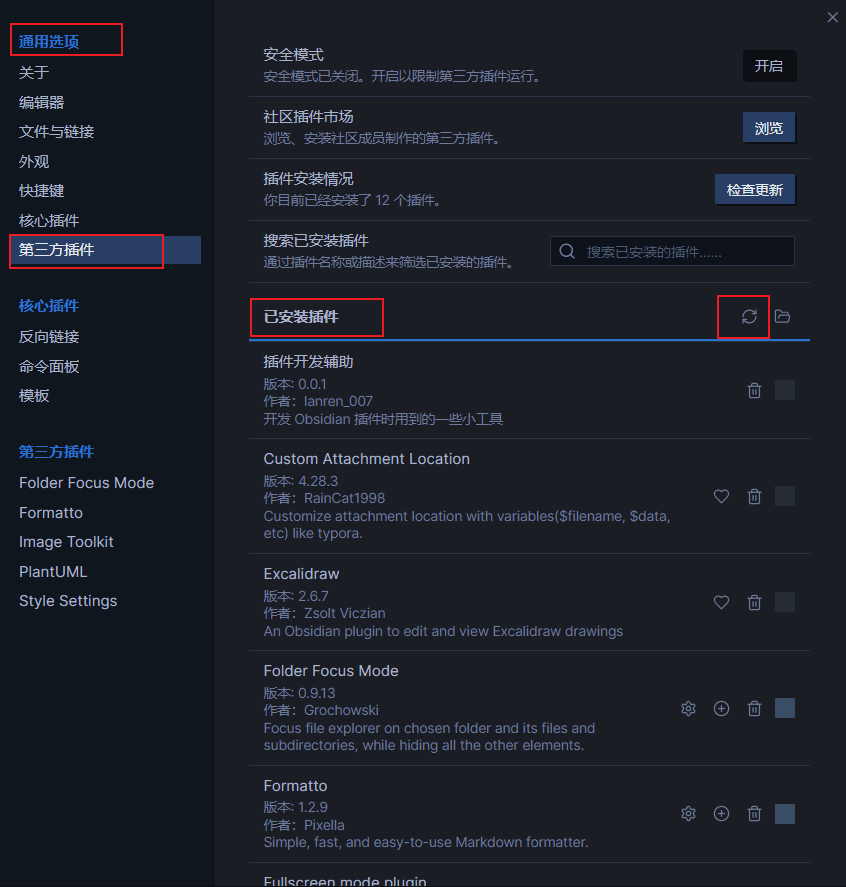 通用选项
关于
编辑器
文件与链接
外观
快捷键
核心插件
第三方插件
核心插件
反向链接
命令面板
模板
第三方插件
Folder Focus Mode
Formatto
Image Toolkit
PlantUML
Style Settings
安全模式
安全模式已关闭。开启以限制第三方插件运行。
开启
社区插件市场
浏览、安装社区成员制作的第三方插件。
浏览
插件安装情况
你目前已经安装了 12 个插件。
检查更新
搜索已安装插件
通过插件名称或描述来筛选已安装的插件。
搜索已安装的插件......
已安装插件
插件开发辅助
版本: 0.0.1
作者: lanren_007
开发 Obsidian 插件时用到的一些小工具
Custom Attachment Location
版本: 4.28.3
作者: RainCat1998
Customize attachment location with variables($filename, $data,
etc) like typora.
Excalidraw
版本: 2.6.7
作者: Zsolt Viczian
An Obsidian plugin to edit and view Excalidraw drawings
Folder Focus Mode
版本: 0.9.13
作者: Grochowski
Focus file explorer on chosen folder and its files and
subdirectories, while hiding all the other elements.
Formatto
版本: 1.2.9
作者: Pixella
Simple, fast, and easy-to-use Markdown formatter.
Fullscreen mode plugin